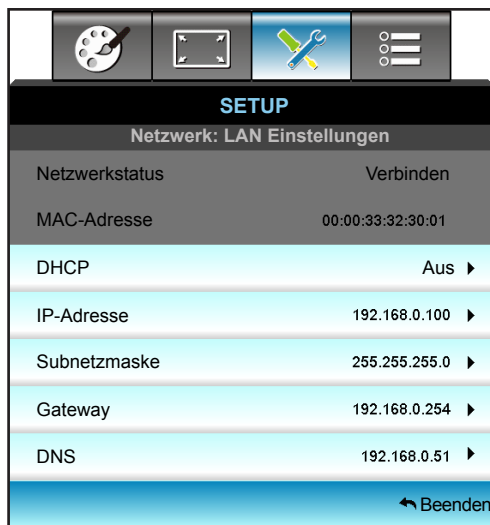 SETUP
Netzwerk: LAN Einstellungen
Netzwerkstatus Verbinden
MAC-Adresse 00:00:33:32:30:01
DHCP Aus
IP-Adresse 192.168.0.100
Subnetzmaske 255.255.255.0
Gateway 192.168.0.254
DNS 192.168.0.51
Beenden